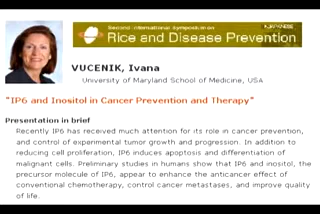 Second International Symposium on
Rice and Disease Prevention
VUCENIK, Ivana
University of Maryland School of Medicine, USA
"IP6 and Inositol in Cancer Prevention and Therapy"
Presentation in brief
Recently IP6 has received much attention for its role in cancer prevention,
and control of experimental tumor growth and progression. In addition to
reducing cell proliferation, IP6 induces apoptosis and differentiation of
malignant cells. Preliminary studies in humans show that IP6 and inositol, the
precursor molecule of IP6, appear to enhance the anticancer effect of
conventional chemotherapy, control cancer metastases, and improve quality
of life.